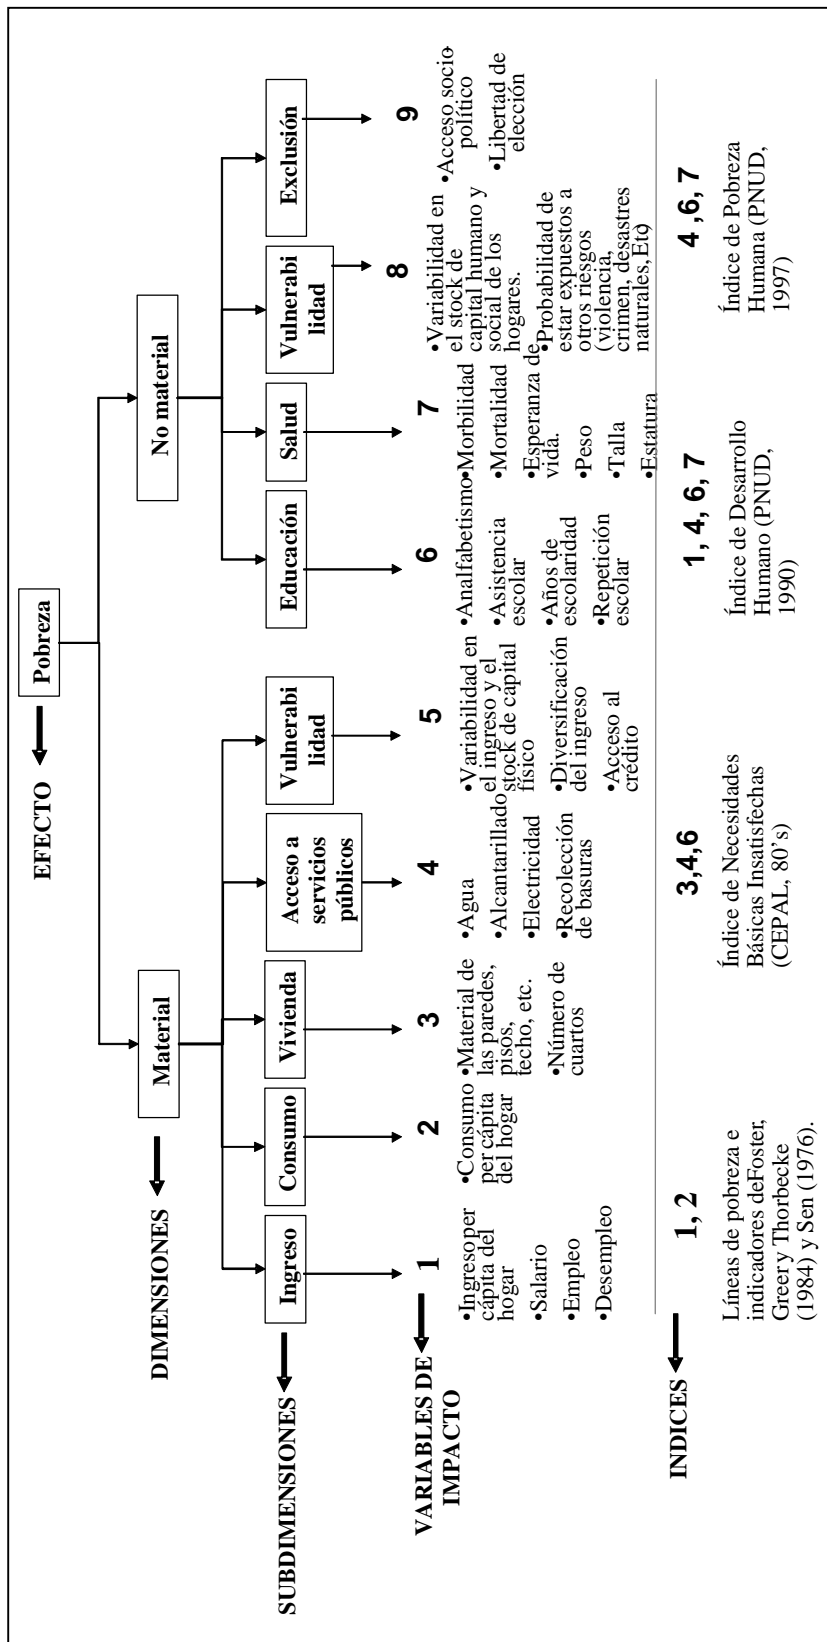 EFECTO
Pobreza
DIMENSIONES
Material
No material
SUBDIMENSIONES
Ingreso
Consumo
Vivienda
Acceso a
servicios
públicos
Vulnerabi
lidad
Educación
Salud
Vulnerabi
lidad
Exclusión
VARIABLES DE
IMPACTO
1
•Ingresoper
cápita del
hogar
•Salario
•Empleo
•Desempleo
2
•Consumo
per cápita
del hogar
3
•Material de
las paredes,
pisos,
techo, etc.
•Número de
cuartos
4
•Agua
•Alcantarillado
•Electricidad
•Recolección
de basuras
5
•Variabilidad en
el ingreso y el
stock de capital
físico
•Diversificación
del ingreso
•Acceso al
crédito
6
•Analfabetismo
•Asistencia
escolar
•Años de
escolaridad
•Repetición
escolar
7
•Morbilidad
•Mortalidad
•Esperanza de
vida.
•Peso
•Talla
•Estatura
8
•Variabilidad en
el stock de
capital humano y
social de los
hogares.
•Probabilidad de
estar expuestos a
otros riesgos
(violencia,
crimen, desastres
naturales,Etc)
9
•Acceso socio-
político
•Libertad de
elección
INDICES
1, 2
Líneas de pobreza e
indicadores deFoster,
Greer y Thorbecke
(1984) y Sen (1976).
3,4,6
Índice de Necesidades
Básicas Insatisfechas
(CEPAL, 80's)
1, 4, 6, 7
Índice de Desarrollo
Humano (PNUD,
1990)
4 ,6, 7
Índice de Pobreza
Humana (PNUD,
1997)